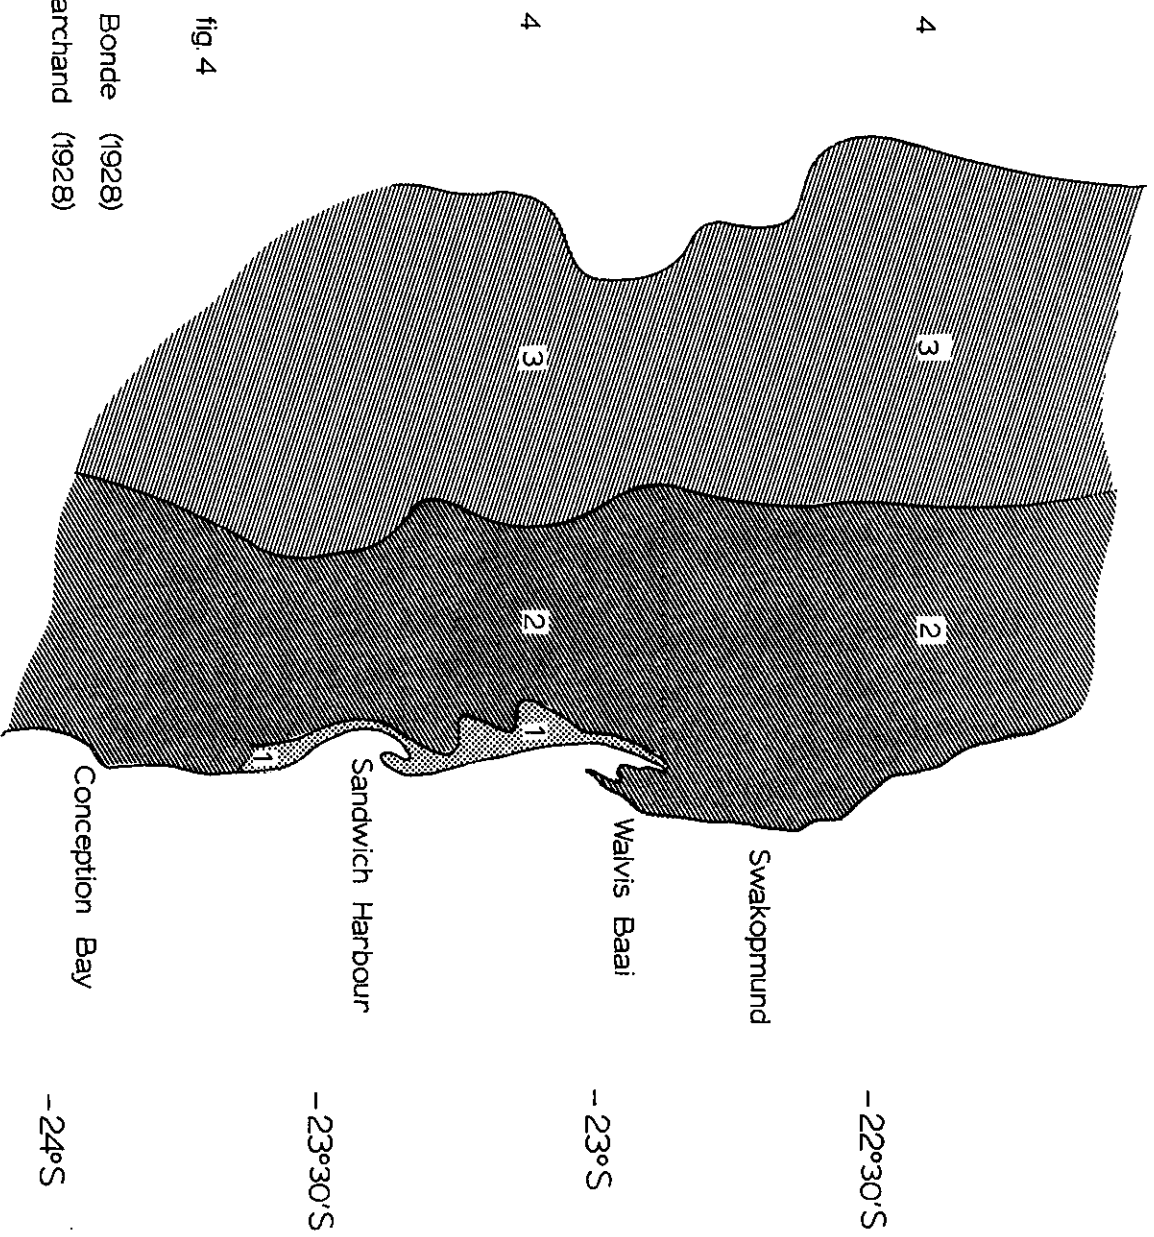 4
3
2
-22°30'S
Swakopmund
Walvis Baai
-23°S
4
3
2
1
Sandwich Harbour
-23°30'S
1
fig. 4
Bonde (1928)
Conception Bay
archand (1928)
-24°S